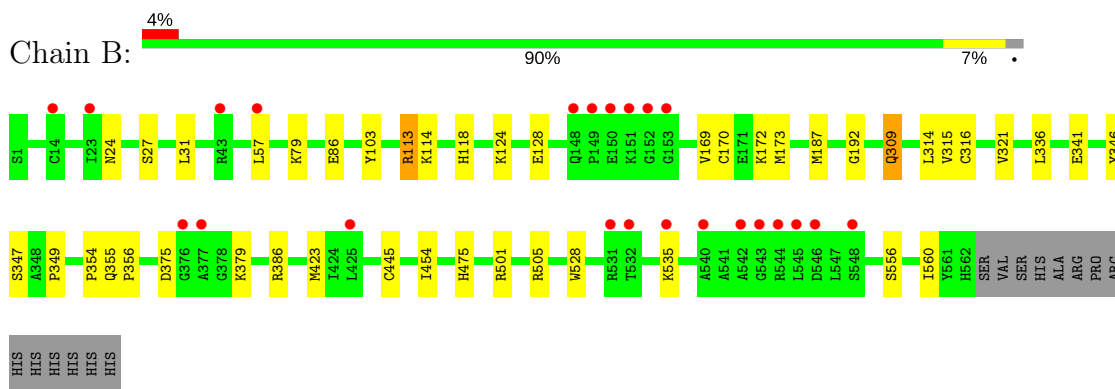 4%
Chain B:
90% 7% •
S1 C14 I23 N24 S27 L31 R43 L57 K79 E86 Y103 R113 K114 H118 K124 E128 Q148 P149 E150 K151 G152 G153 V169 C170 E171 K172 M173 M187 G192 Q309 L314 V315 C316 V321 L336 E341 Y346
S347 A348 P349 P354 Q355 P356 D375 G376 A377 G378 K379 R386 M423 I424 L425 C445 I454 H475 R501 R505 W528 R531 T532 K535 A540 A541 A542 G543 R544 L545 D546 L547 S548 S556 I560 Y561 H562 SER VAL SER HIS ALA ARG PRO ARG
HIS HIS HIS HIS HIS HIS